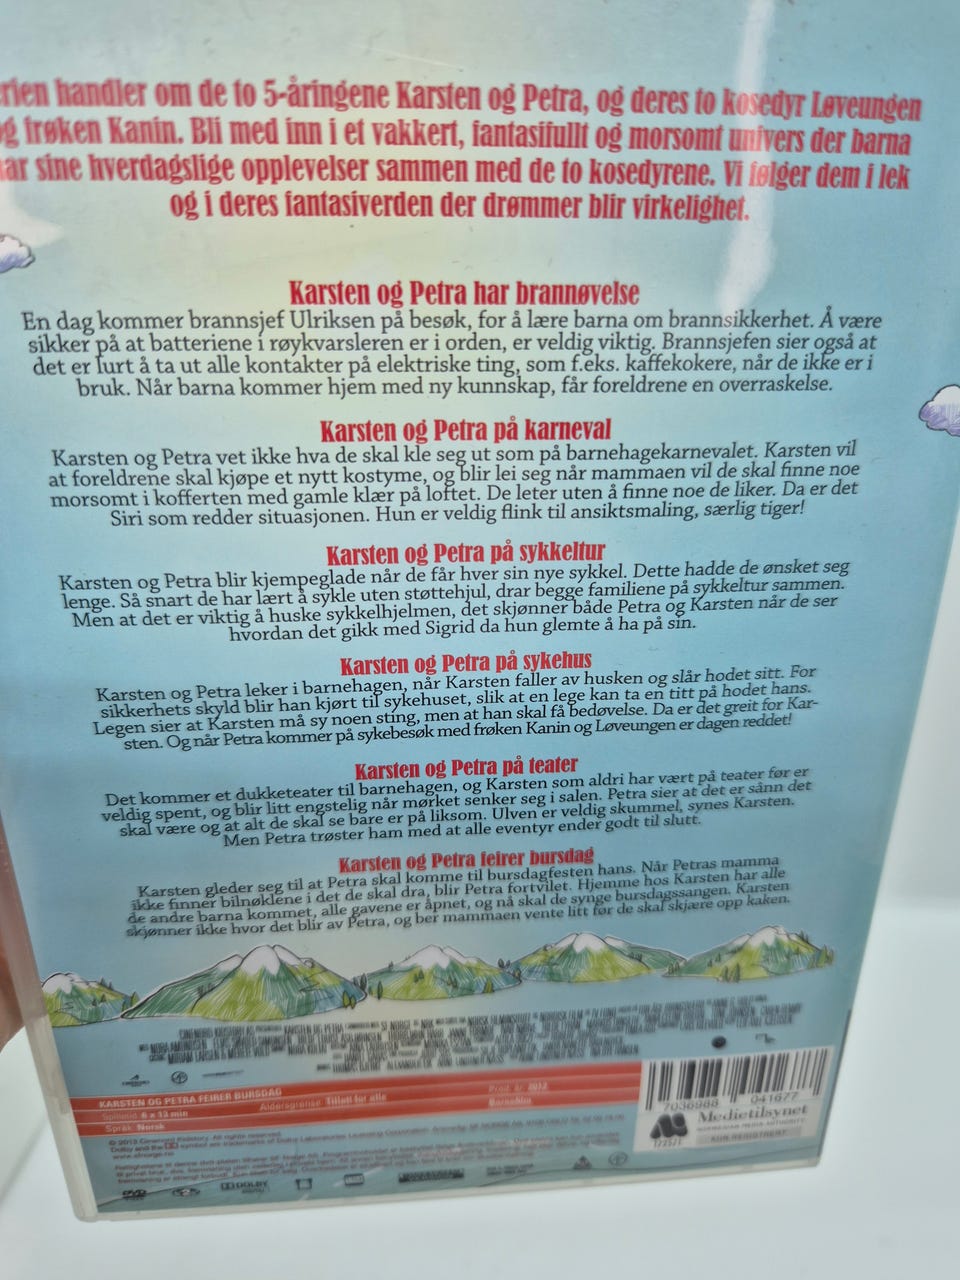 rien handler om de to 5-åringene Karsten og Petra, og deres to kosedyr Løveungen
g frøken Kanin. Bli med inn i et vakkert, fantasifullt og morsomt univers der barna
ar sine hverdagslige opplevelser sammen med de to kosedyrene. Vi følger dem i lek
og i deres fantasiverden der drømmer blir virkelighet.
Karsten og Petra har brannøvelse
En dag kommer brannsjef Ulriksen på besøk, for å lære barna om brannsikkerhet. Å være
sikker på at batteriene i røykvarsleren er i orden, er veldig viktig. Brannsjefen sier også at
det er lurt å ta ut alle kontakter på elektriske ting, som f.eks. kaffekokere, når de ikke er i
bruk. Når barna kommer hjem med ny kunnskap, får foreldrene en overraskelse.
Karsten og Petra på karneval
Karsten og Petra vet ikke hva de skal kle seg ut som på barnehagekarnevalet. Karsten vil
at foreldrene skal kjøpe et nytt kostyme, og blir lei seg når mammaen vil de skal finne noe
morsomt i kofferten med gamle klær på loftet. De leter uten å finne noe de liker. Da er det
Siri som redder situasjonen. Hun er veldig flink til ansiktsmaling, særlig tiger!
Karsten og Petra på sykkeltur
Karsten og Petra blir kjempeglade når de får hver sin nye sykkel. Dette hadde de ønsket seg
lenge. Så snart de har lært å sykle uten støttehjul, drar begge familiene på sykkeltur sammen.
Men at det er viktig å huske sykkelhjelmen, det skjønner både Petra og Karsten når de ser
hvordan det gikk med Sigrid da hun glemte å ha på sin.
Karsten og Petra på sykehus
Karsten og Petra leker i barnehagen, når Karsten faller av husken og slår hodet sitt. For
sikkerhets skyld blir han kjørt til sykehuset, slik at en lege kan ta en titt på hodet hans.
Legen sier at Karsten må sy noen sting, men at han skal få bedøvelse. Da er det greit for Kar-
sten. Og når Petra kommer på sykebesøk med frøken Kanin og Løveungen er dagen reddet!
Karsten og Petra på teater
Det kommer et dukketeater til barnehagen, og Karsten som aldri har vært på teater før er
veldig spent, og blir litt engstelig når mørket senker seg i salen. Petra sier at det er sånn det
skal være og at alt de skal se bare er på liksom. Ulven er veldig skummel, synes Karsten.
Men Petra trøster ham med at alle eventyr ender godt til slutt.
Karsten og Petra feirer bursdag
Karsten gleder seg til at Petra skal komme til bursdagfesten hans. Når Petras mamma
ikke finner bilnøklene i det de skal dra, blir Petra fortvilet. Hjemme hos Karsten har alle
de andre barna kommet, alle gavene er åpnet, og nå skal de synge bursdagssangen. Karsten
skjønner ikke hvor det blir av Petra, og ber mammaen vente litt før de skal skjære opp kaken.
KARSTEN OG PETRA FEIRER BURSDAG
Spilletid: 6 x 13 min
Aldersgrense: Tillatt for alle
Prod. år: 2012
Barnefilm
Språk: Norsk
7036988 041677
Medietilsynet
NORWEGIAN MEDIA AUTHORITY
KUN REGISTRERT
DVD
DOLBY